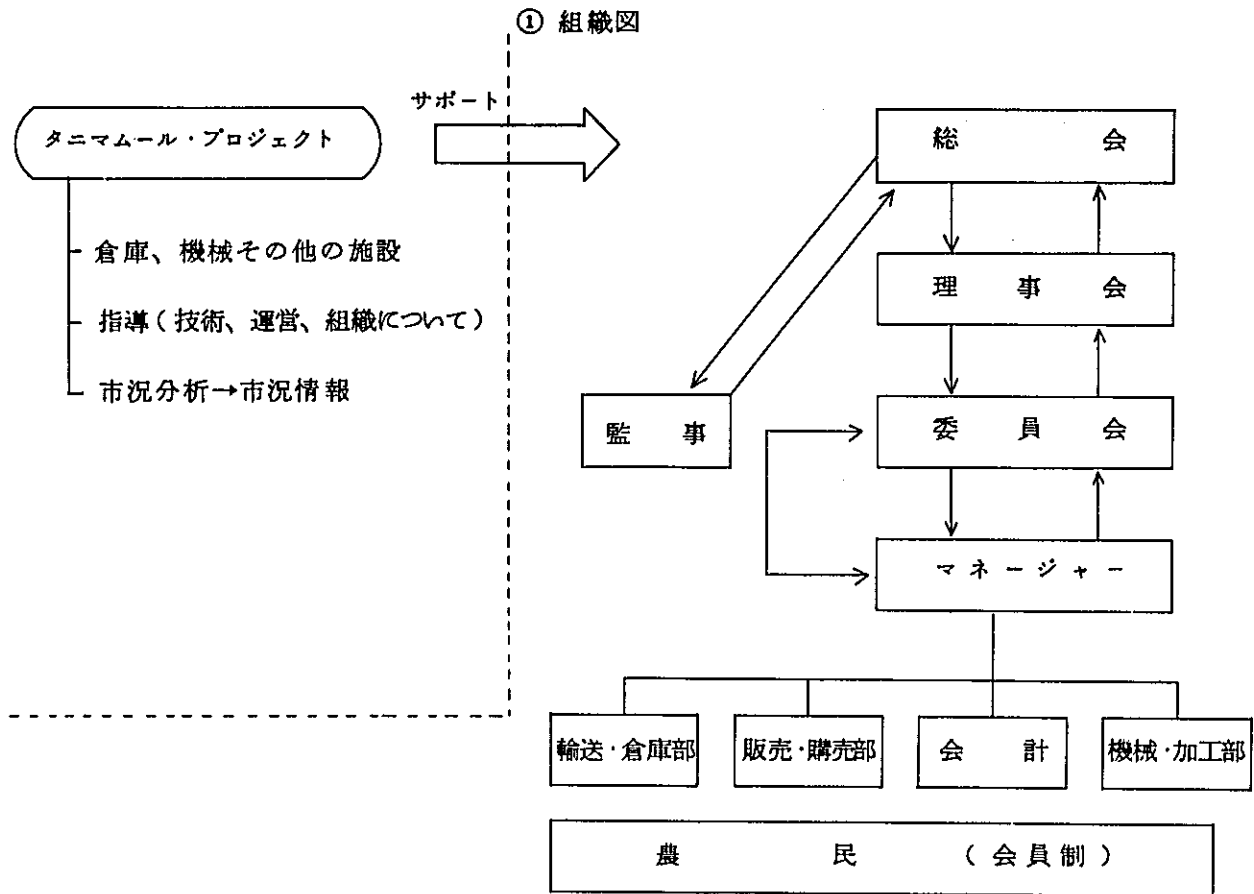 ① 組織図
サポート
タニマムール・プロジェクト
倉庫、機械その他の施設
指導(技術、運営、組織について)
市況分析→市況情報
総会
理事会
監事
委員会
マネージャー
輸送・倉庫部
販売・購売部
会計
機械・加工部
農民(会員制)